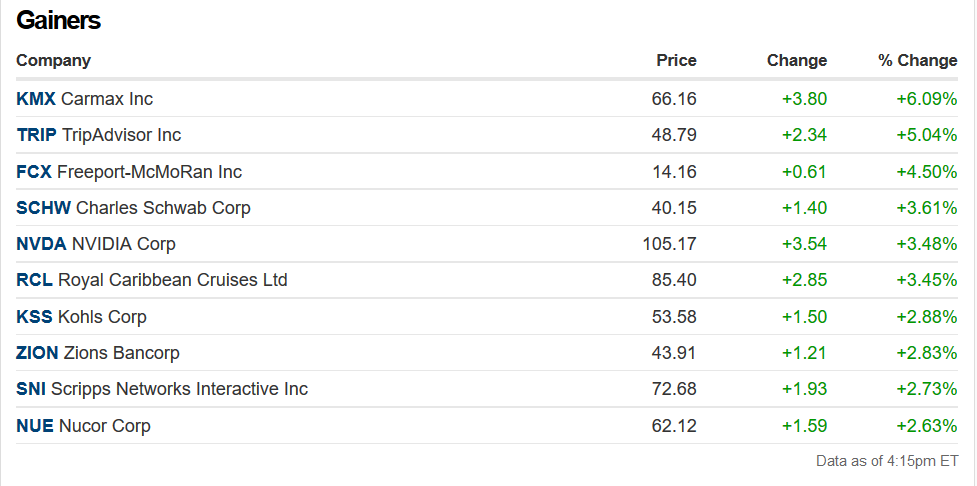 Gainers
Company Price Change % Change
KMX Carmax Inc 66.16 +3.80 +6.09%
TRIP TripAdvisor Inc 48.79 +2.34 +5.04%
FCX Freeport-McMoRan Inc 14.16 +0.61 +4.50%
SCHW Charles Schwab Corp 40.15 +1.40 +3.61%
NVDA NVIDIA Corp 105.17 +3.54 +3.48%
RCL Royal Caribbean Cruises Ltd 85.40 +2.85 +3.45%
KSS Kohls Corp 53.58 +1.50 +2.88%
ZION Zions Bancorp 43.91 +1.21 +2.83%
SNI Scripps Networks Interactive Inc 72.68 +1.93 +2.73%
NUE Nucor Corp 62.12 +1.59 +2.63%
Data as of 4:15pm ET